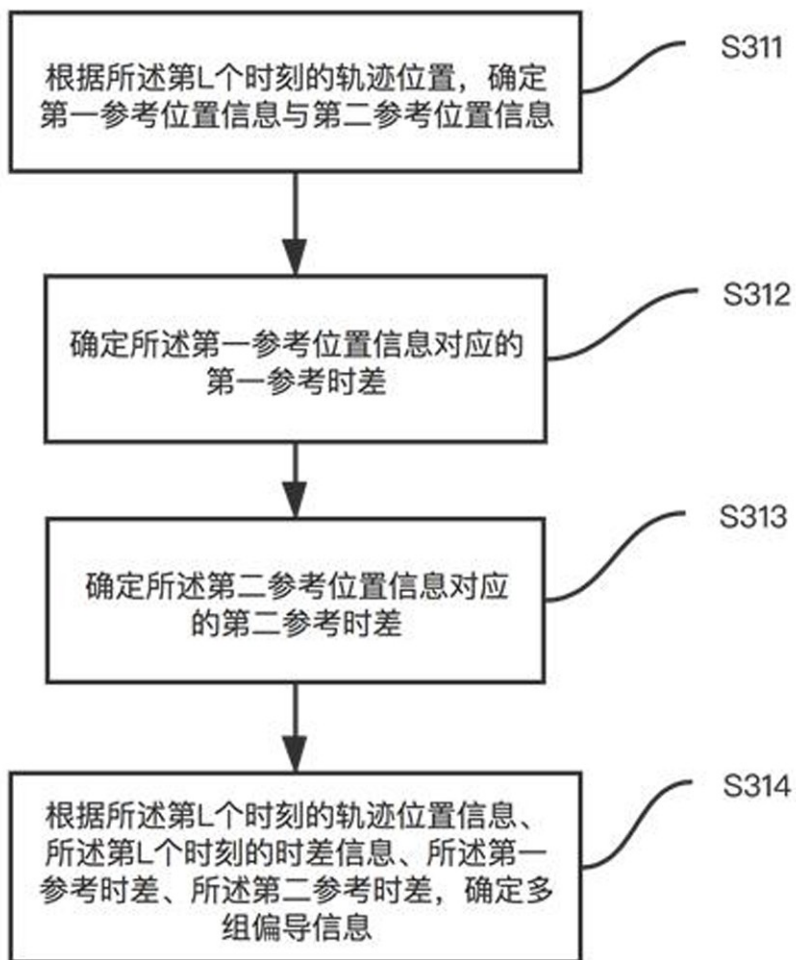 根据所述第L个时刻的轨迹位置，确定
第一参考位置信息与第二参考位置信息
S311
确定所述第一参考位置信息对应的
第一参考时差
S312
确定所述第二参考位置信息对应
的第二参考时差
S313
根据所述第L个时刻的轨迹位置信息、
所述第L个时刻的时差信息、所述第一
参考时差、所述第二参考时差，确定多
组偏导信息
S314